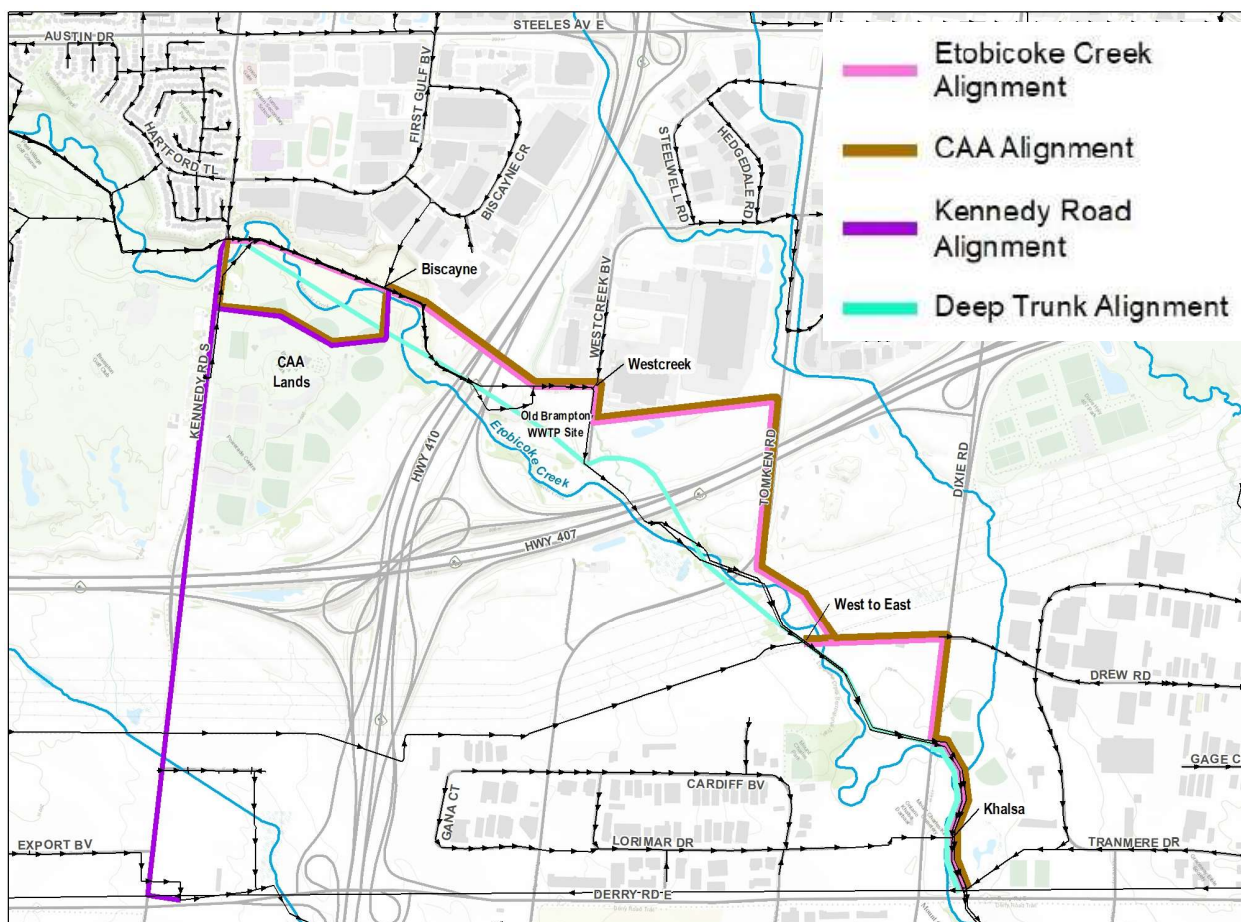 STEELES AV E
AUSTIN DR
Etobicoke Creek
Alignment
CAA Alignment
Kennedy Road
Alignment
Deep Trunk Alignment
FIRST GULF BV
HARTFORD TL
BISCAYNE CR
STEELWELL RD
HEDGEDALE RD
Biscayne
WESTCREEK BV
Westcreek
CAA
Lands
KENNEDY RD S
Old Brampton
WWTP Site
Etobicoke Creek
HWY 410
HWY 407
TOMKEN RD
DIXIE RD
West to East
DREW RD
GAGE C
CARDIFF BV
GANA CT
Khalsa
EXPORT BV
LORIMAR DR
TRANMERE DR
DERRY RD E